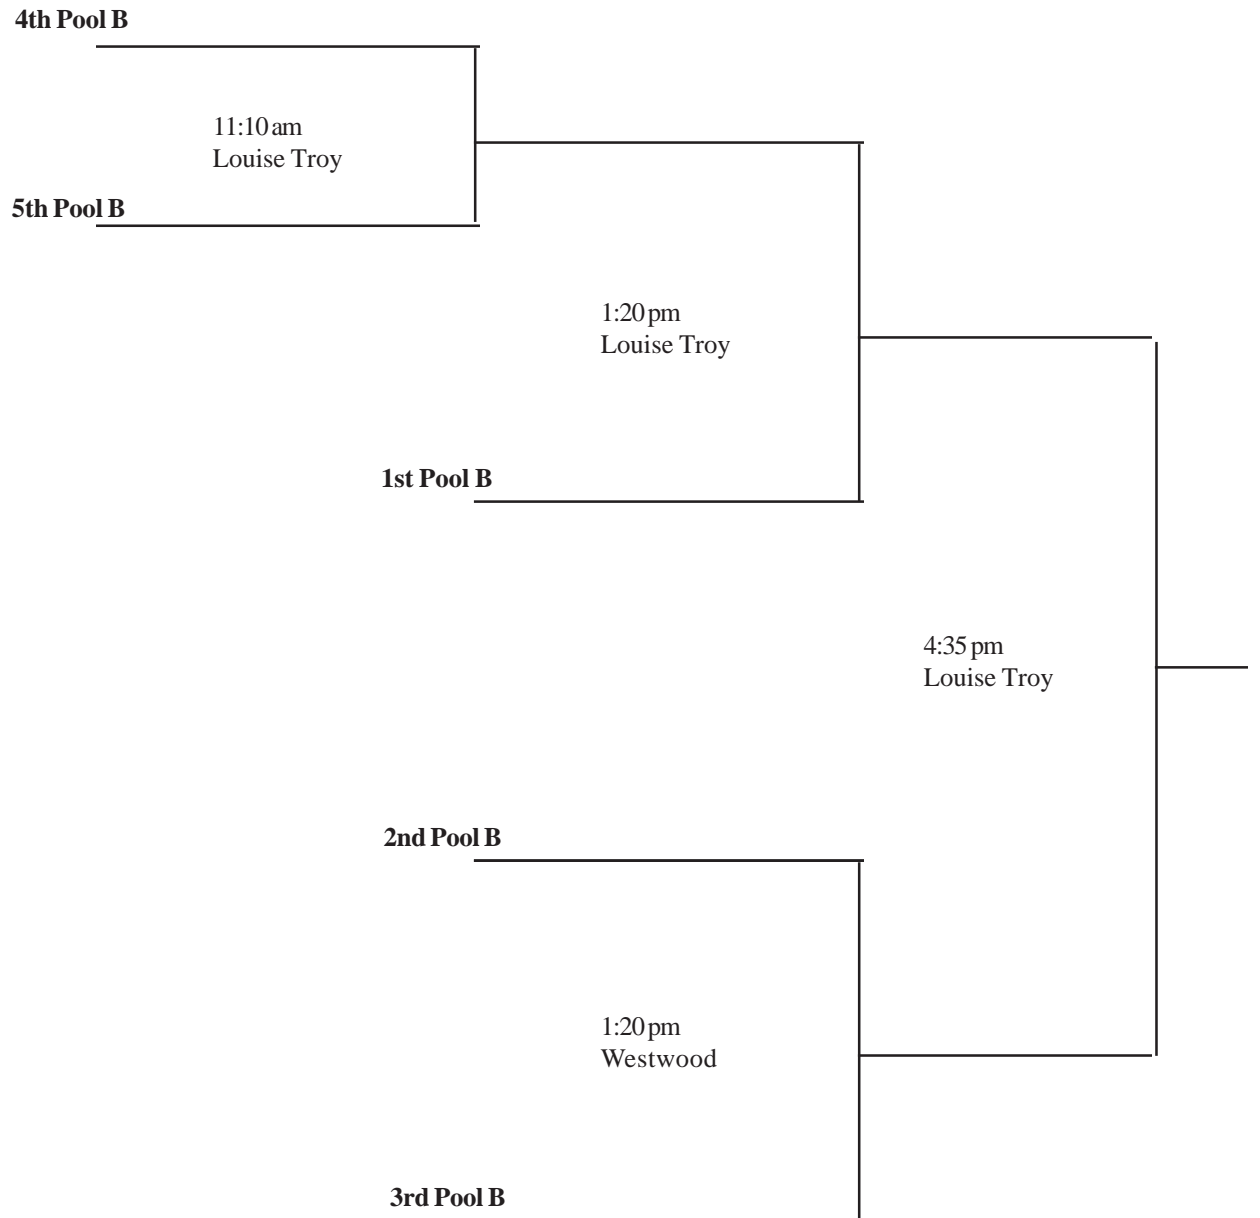 4th Pool B
11:10 am
Louise Troy
5th Pool B
1:20 pm
Louise Troy
1st Pool B
4:35 pm
Louise Troy
2nd Pool B
1:20 pm
Westwood
3rd Pool B